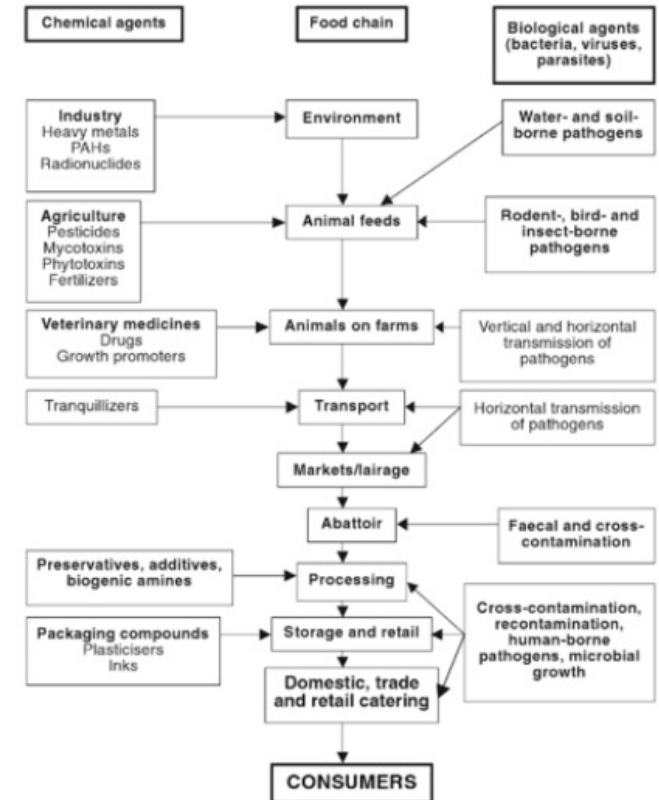 Chemical agents
Food chain
Biological agents
(bacteria, viruses,
parasites)
Industry
Heavy metals
PAHs
Radionuclides
Environment
Water- and soil-
borne pathogens
Agriculture
Pesticides
Mycotoxins
Phytotoxins
Fertilizers
Animal feeds
Rodent-, bird- and
insect-borne
pathogens
Veterinary medicines
Drugs
Growth promoters
Animals on farms
Vertical and horizontal
transmission of
pathogens
Tranquillizers
Transport
Horizontal transmission
of pathogens
Markets/lairage
Abattoir
Faecal and cross-
contamination
Preservatives, additives,
biogenic amines
Processing
Cross-contamination,
recontamination,
human-borne
pathogens, microbial
growth
Packaging compounds
Plasticisers
Inks
Storage and retail
Domestic, trade
and retail catering
CONSUMERS